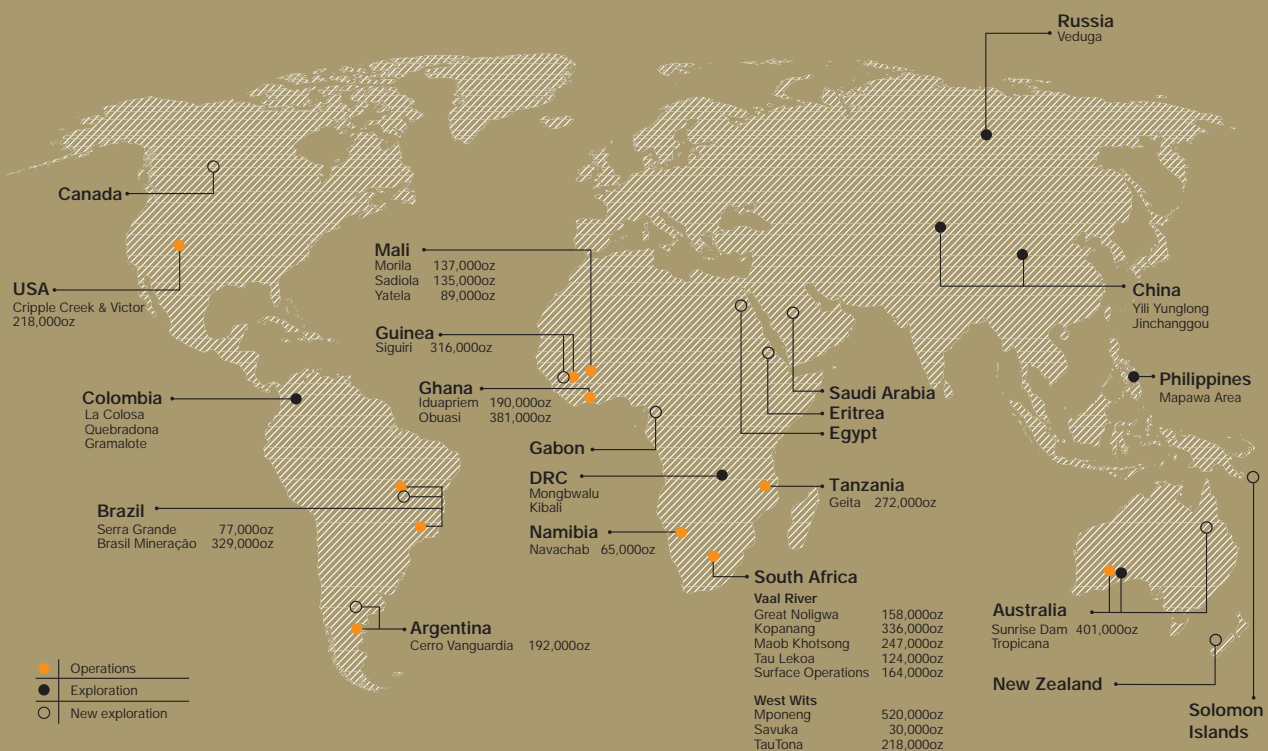 Russia
Veduga
Canada
USA
Cripple Creek & Victor
218,000oz
Mali
Morila 137,000oz
Sadiola 135,000oz
Yatela 89,000oz
Guinea
Siguiri 316,000oz
Ghana
Iduapriem 190,000oz
Obuasi 381,000oz
China
Yili Yunglong
Jinchanggou
Philippines
Mapawa Area
Colombia
La Colosa
Quebradona
Gramalote
Saudi Arabia
Eritrea
Egypt
Gabon
DRC
Mongbwalu
Kibali
Tanzania
Geita 272,000oz
Brazil
Serra Grande 77,000oz
Brasil Mineração 329,000oz
Namibia
Navachab 65,000oz
South Africa
Vaal River
Great Noligwa 158,000oz
Kopanang 336,000oz
Maob Khotsong 247,000oz
Tau Lekoa 124,000oz
Surface Operations 164,000oz
West Wits
Mponeng 520,000oz
Savuka 30,000oz
TauTona 218,000oz
Argentina
Cerro Vanguardia 192,000oz
Australia
Sunrise Dam 401,000oz
Tropicana
New Zealand
Solomon
Islands
Operations
Exploration
New exploration